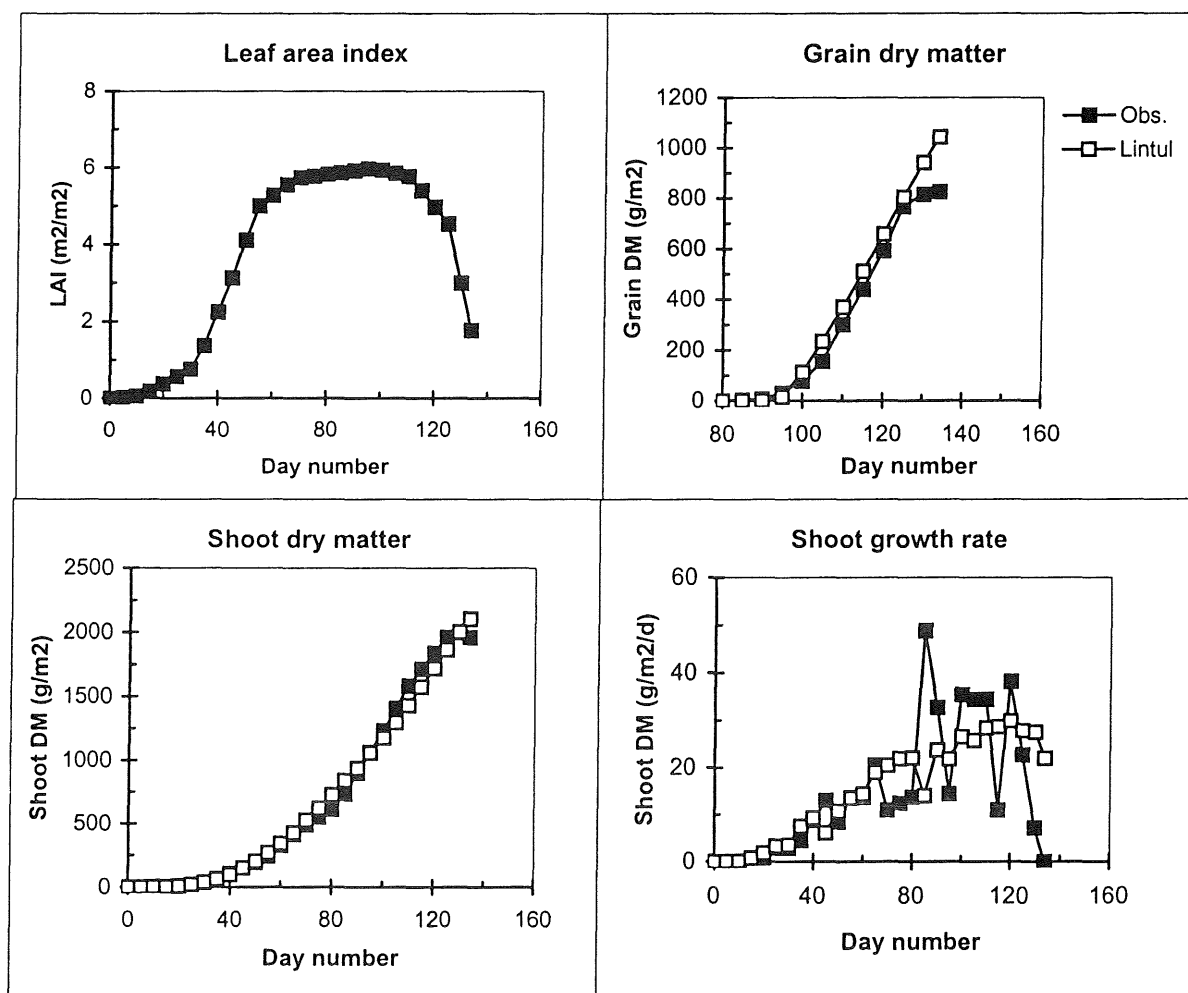 Leaf area index
8
6
4
2
0
LAI (m2/m2)
0 40 80 120 160
Day number
Grain dry matter
1200
1000
800
600
400
200
0
Grain DM (g/m2)
80 100 120 140 160
Day number
Obs.
Lintul
Shoot dry matter
2500
2000
1500
1000
500
0
Shoot DM (g/m2)
0 40 80 120 160
Day number
Shoot growth rate
60
40
20
0
Shoot DM (g/m2/d)
0 40 80 120 160
Day number